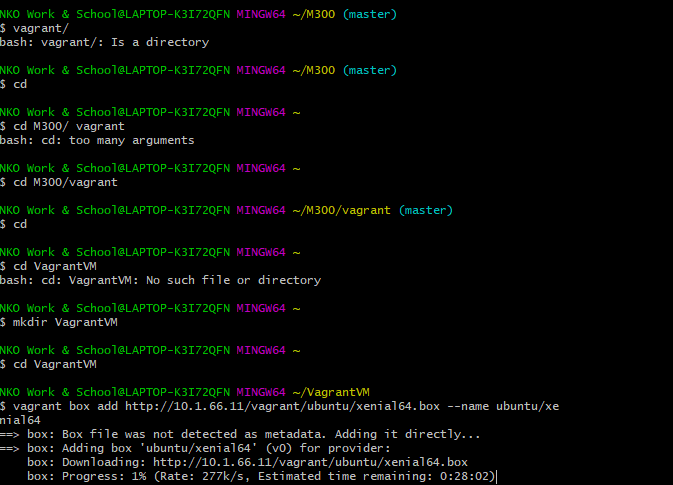 NKO Work & School@LAPTOP-K3I72QFN MINGW64 ~/M300 (master)
$ vagrant/
bash: vagrant/: Is a directory
NKO Work & School@LAPTOP-K3I72QFN MINGW64 ~/M300 (master)
$ cd
NKO Work & School@LAPTOP-K3I72QFN MINGW64 ~
$ cd M300/ vagrant
bash: cd: too many arguments
NKO Work & School@LAPTOP-K3I72QFN MINGW64 ~
$ cd M300/vagrant
NKO Work & School@LAPTOP-K3I72QFN MINGW64 ~/M300/vagrant (master)
$ cd
NKO Work & School@LAPTOP-K3I72QFN MINGW64 ~
$ cd VagrantVM
bash: cd: VagrantVM: No such file or directory
NKO Work & School@LAPTOP-K3I72QFN MINGW64 ~
$ mkdir VagrantVM
NKO Work & School@LAPTOP-K3I72QFN MINGW64 ~
$ cd VagrantVM
NKO Work & School@LAPTOP-K3I72QFN MINGW64 ~/VagrantVM
$ vagrant box add http://10.1.66.11/vagrant/ubuntu/xenial64.box --name ubuntu/xe
nial64
==> box: Box file was not detected as metadata. Adding it directly...
==> box: Adding box 'ubuntu/xenial64' (v0) for provider:
box: Downloading: http://10.1.66.11/vagrant/ubuntu/xenial64.box
box: Progress: 1% (Rate: 277k/s, Estimated time remaining: 0:28:02)